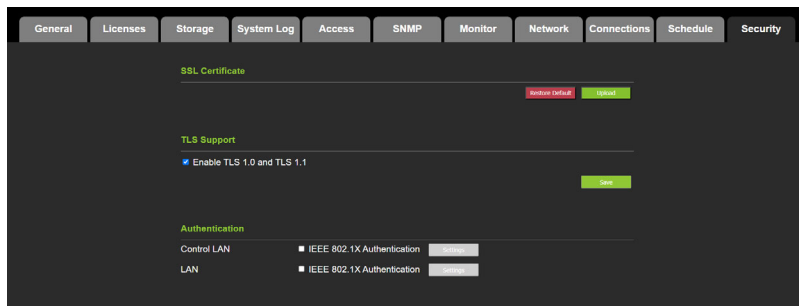 General Licenses Storage System Log Access SNMP Monitor Network Connections Schedule Security
SSL Certificate
Restore Default Upload
TLS Support
Enable TLS 1.0 and TLS 1.1
Save
Authentication
Control LAN IEEE 802.1X Authentication Settings
LAN IEEE 802.1X Authentication Settings